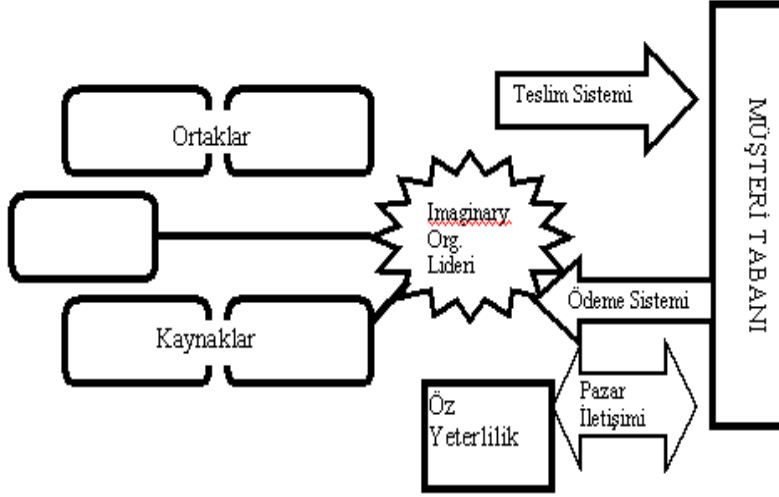 Teslim Sistemi
Ortaklar
Imaginary
Org.
Lideri
MÜŞTERİ TABANI
Ödeme Sistemi
Kaynaklar
Öz
Yeterlilik
Pazar
İletişimi